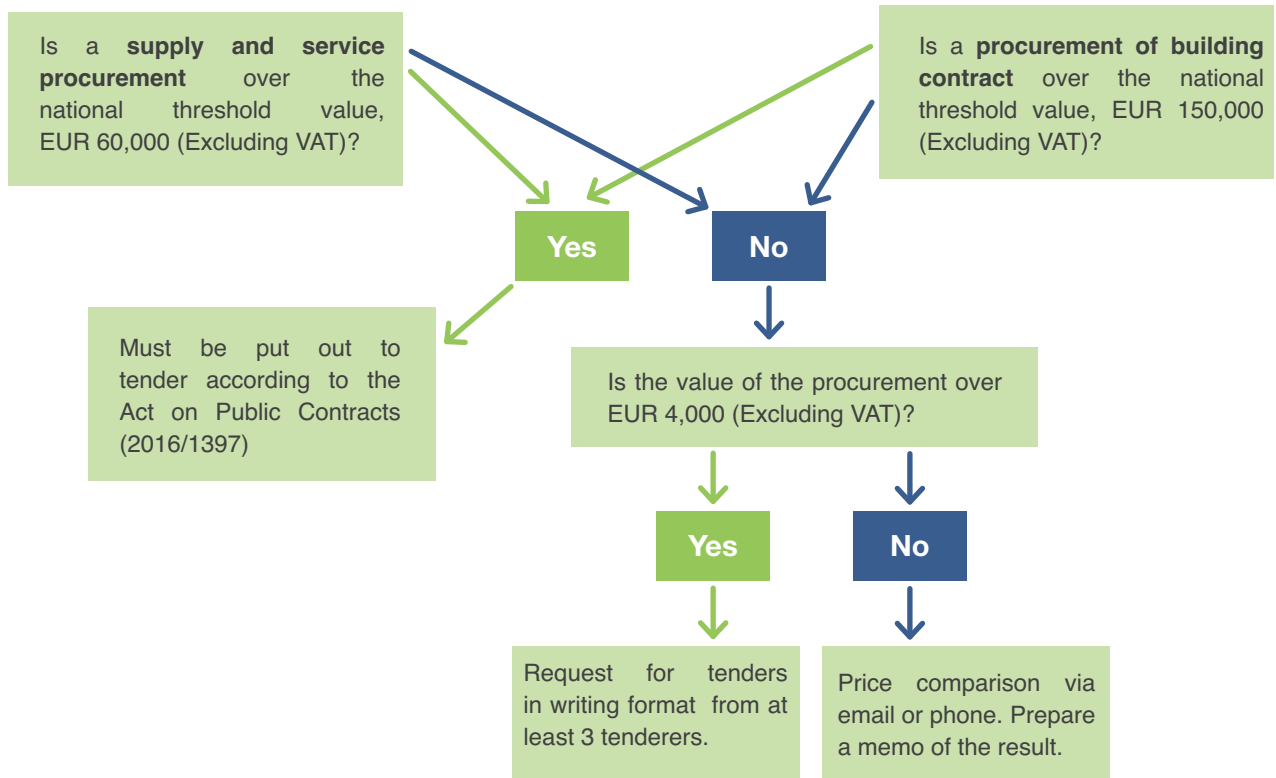 Is a supply and service
procurement over the
national threshold value,
EUR 60,000 (Excluding VAT)?
Is a procurement of building
contract over the national
threshold value, EUR 150,000
(Excluding VAT)?
Yes
No
Must be put out to
tender according to the
Act on Public Contracts
(2016/1397)
Is the value of the procurement over
EUR 4,000 (Excluding VAT)?
Yes
No
Request for tenders
in writing format from at
least 3 tenderers.
Price comparison via
email or phone. Prepare
a memo of the result.